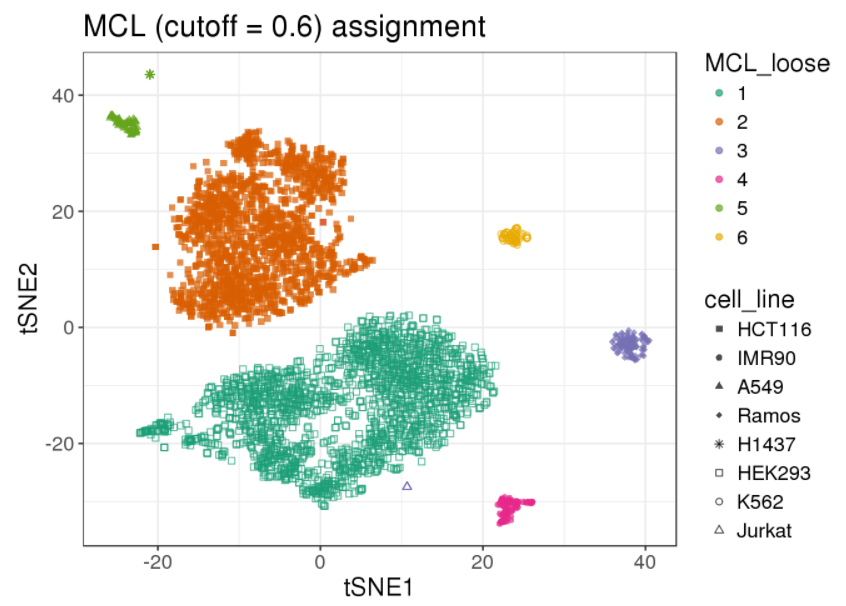 MCL (cutoff = 0.6) assignment
MCL_loose
1
2
3
4
5
6
cell_line
HCT116
IMR90
A549
Ramos
H1437
HEK293
K562
Jurkat
tSNE2
40
20
0
-20
-20
0
20
40
tSNE1